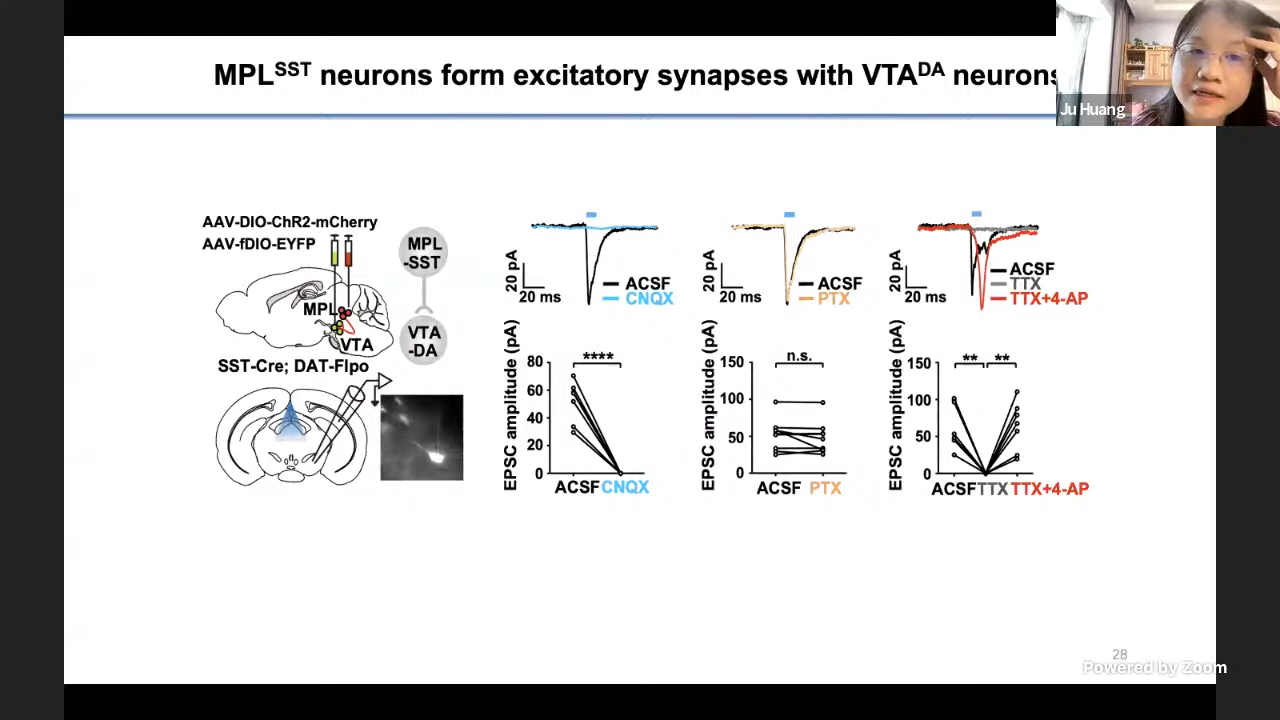 MPLSST neurons form excitatory synapses with VTADA neurons
Ju Huang
AAV-DIO-ChR2-mCherry
AAV-fDIO-EYFP
MPL
VTA
MPL
-SST
VTA
-DA
SST-Cre; DAT-Flpo
20 pA
20 ms
ACSF
CNQX
20 pA
20 ms
ACSF
PTX
20 pA
20 ms
ACSF
TTX
TTX+4-AP
EPSC amplitude (pA)
80
60
40
20
0
****
ACSF CNQX
EPSC amplitude (pA)
150
100
50
0
n.s.
ACSF PTX
EPSC amplitude (pA)
150
100
50
0
** **
ACSF TTX TTX+4-AP
28
Powered by Zoom